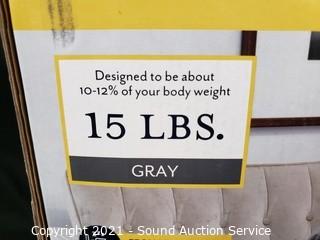 Designed to be about
10-12% of your body weight
15 LBS.
GRAY
Copyright 2021 - Sound Auction Service